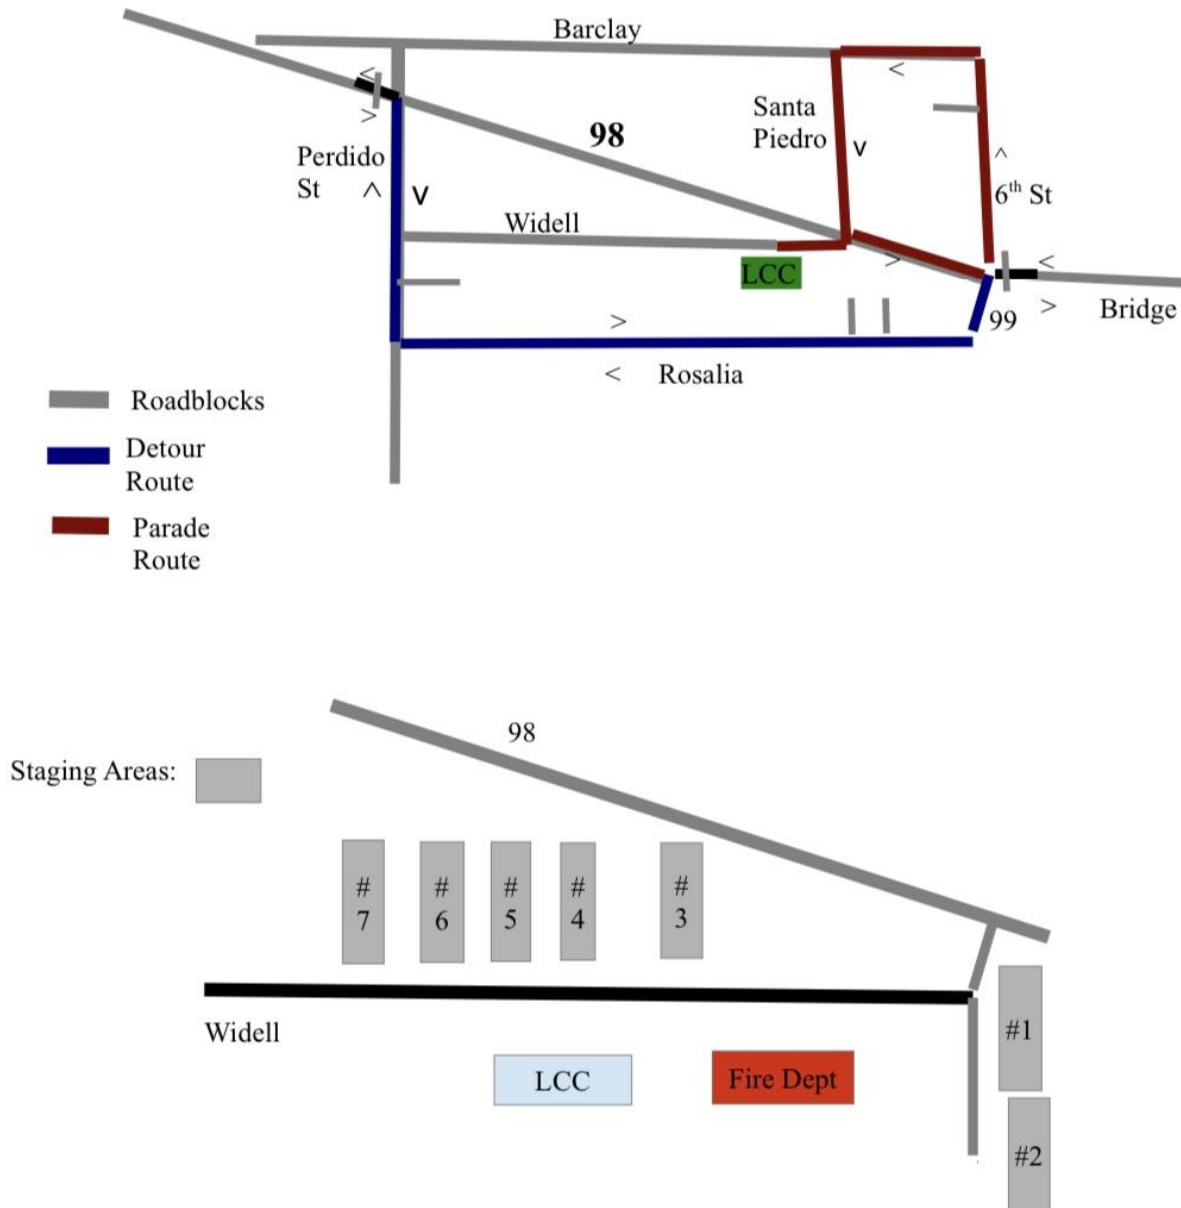 Barclay
<
>
98
Santa
Piedro
v
<
^
6th St
Perdido
St
^
v
Widell
LCC
>
<
>
99
Bridge
>
<
Rosalia
Roadblocks
Detour
Route
Parade
Route
98
Staging Areas:
#
7
#
6
#
5
#
4
#
3
#1
#2
Widell
LCC
Fire Dept